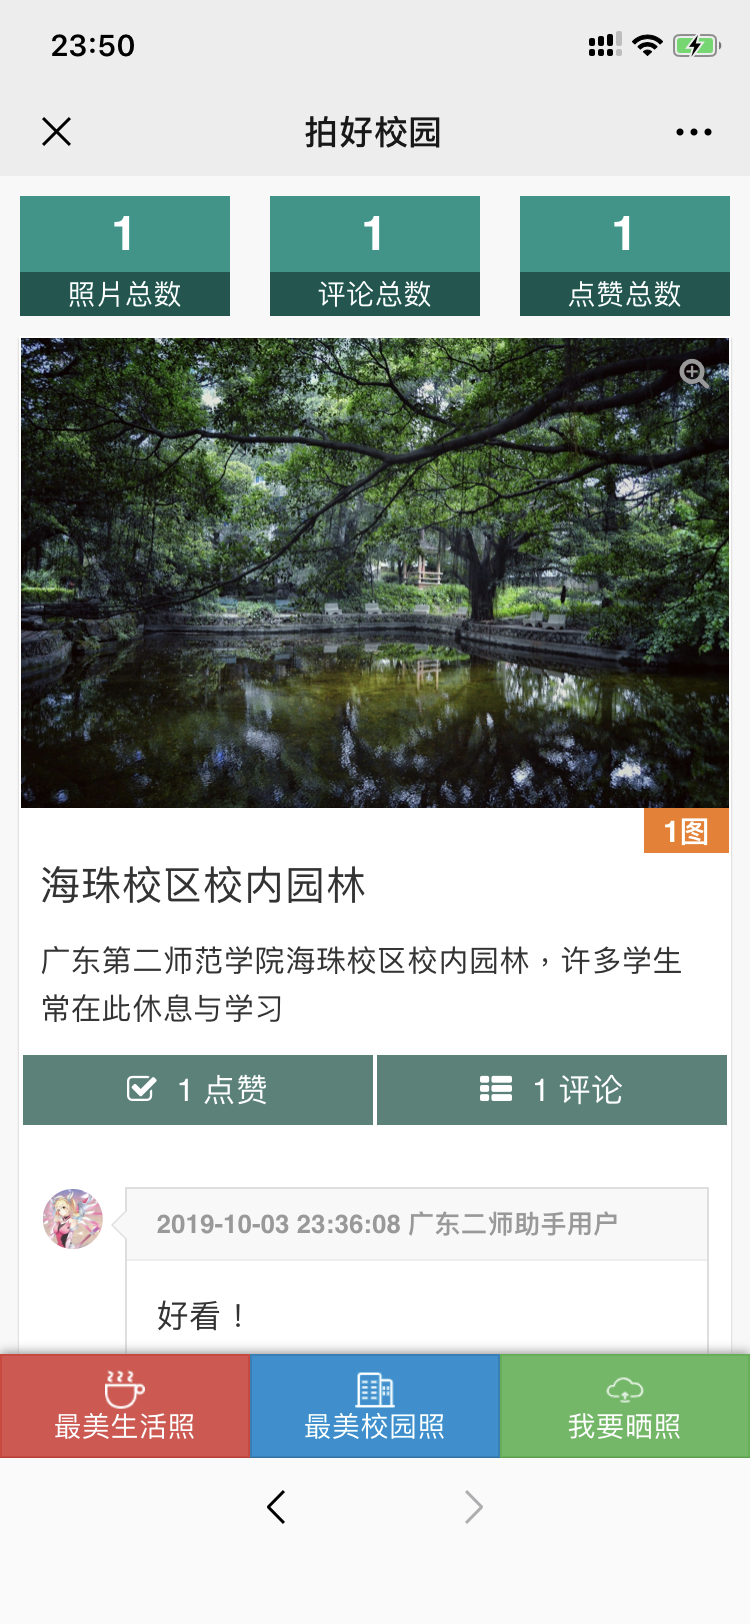 23:50
拍好校园
1
照片总数
1
评论总数
1
点赞总数
1图
海珠校区校内园林
广东第二师范学院海珠校区校内园林，许多学生
常在此休息与学习
1 点赞
1 评论
2019-10-03 23:36:08 广东二师助手用户
好看！
最美生活照
最美校园照
我要晒照